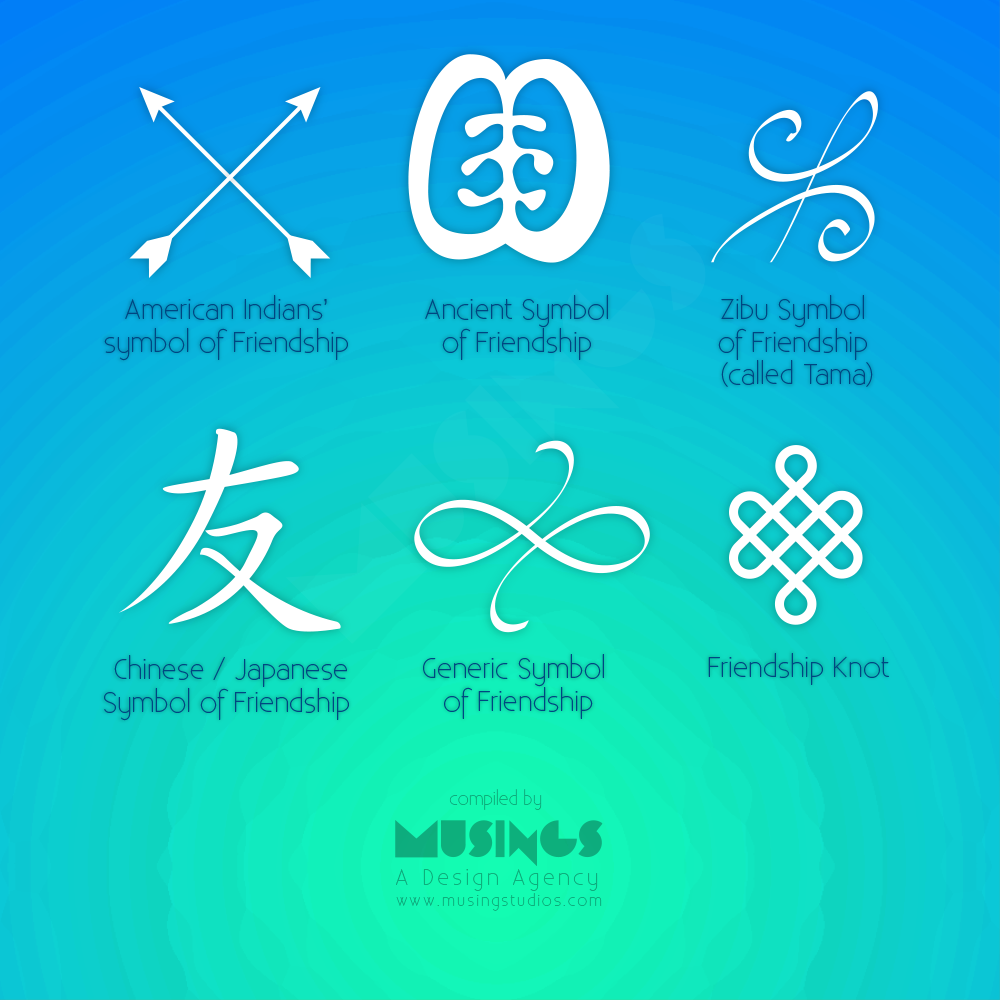 American Indians’
symbol of Friendship
Ancient Symbol
of Friendship
Zibu Symbol
of Friendship
(called Tama)
友
Chinese / Japanese
Symbol of Friendship
Generic Symbol
of Friendship
Friendship Knot
MUSINGS
compiled by
MUSINGS
A Design Agency
www.musingstudios.com